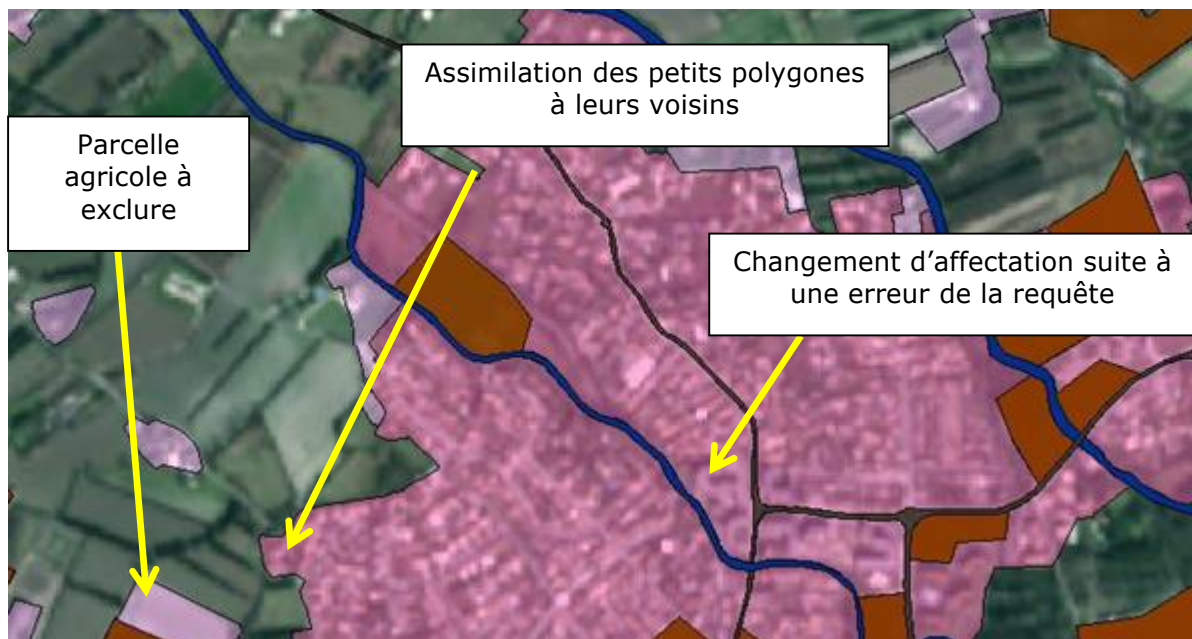 Assimilation des petits polygones
à leurs voisins
Parcelle
agricole à
exclure
Changement d’affectation suite à
une erreur de la requête